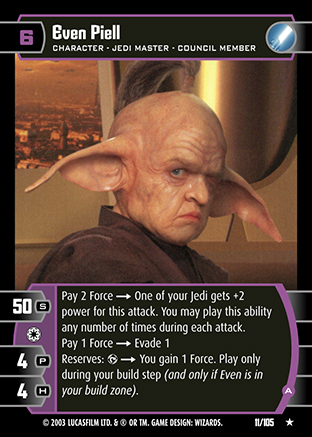 6
Even Piell
CHARACTER · JEDI MASTER · COUNCIL MEMBER
50 S
4 P
4 H
Pay 2 Force → One of your Jedi gets +2
power for this attack. You may play this ability
any number of times during each attack.
Pay 1 Force → Evade 1
Reserves: → You gain 1 Force. Play only
during your build step (and only if Even is in
your build zone).
A
© 2003 LUCASFILM LTD. & ® OR TM. GAME DESIGN: WIZARDS.
11/105